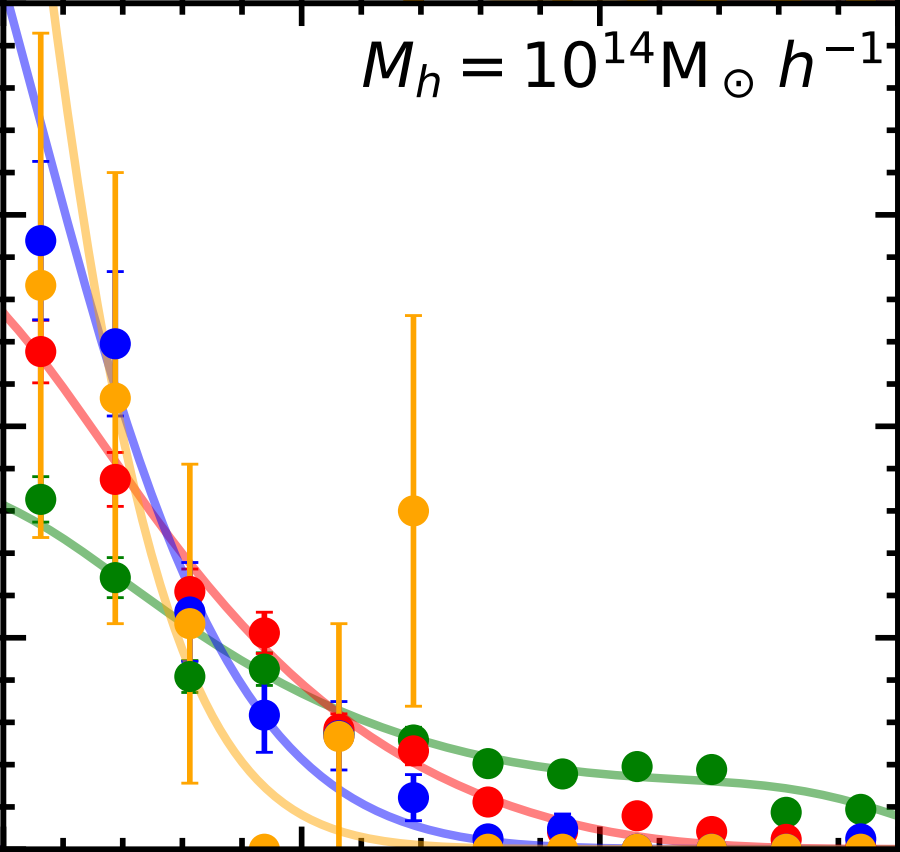 $M_h = 10^{14} \mathrm{M}_\odot \, h^{-1}$